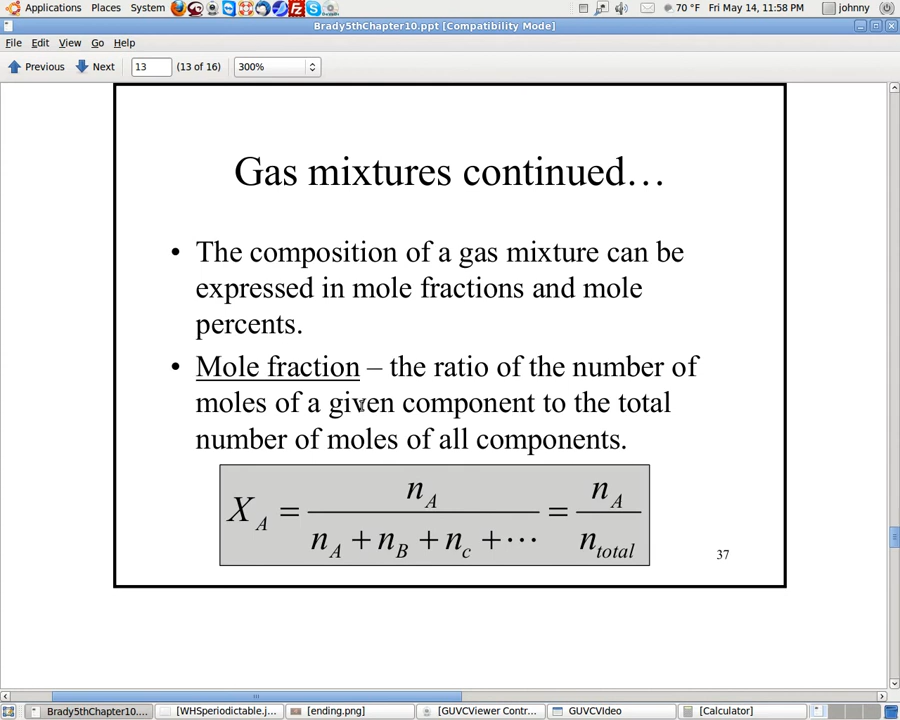 Applications Places System 70 °F Fri May 14, 11:58 PM johnny
Brady5thChapter10.ppt [Compatibility Mode]
File Edit View Go Help
Previous Next 13 (13 of 16) 300%
Gas mixtures continued…
• The composition of a gas mixture can be
expressed in mole fractions and mole
percents.
• Mole fraction – the ratio of the number of
moles of a given component to the total
number of moles of all components.
X_A = n_A / (n_A + n_B + n_c + ⋯) = n_A / n_total
37
Brady5thChapter10.... [WHSperiodictable.j... [ending.png] [GUVCViewer Contr... GUVCVIdeo [Calculator]